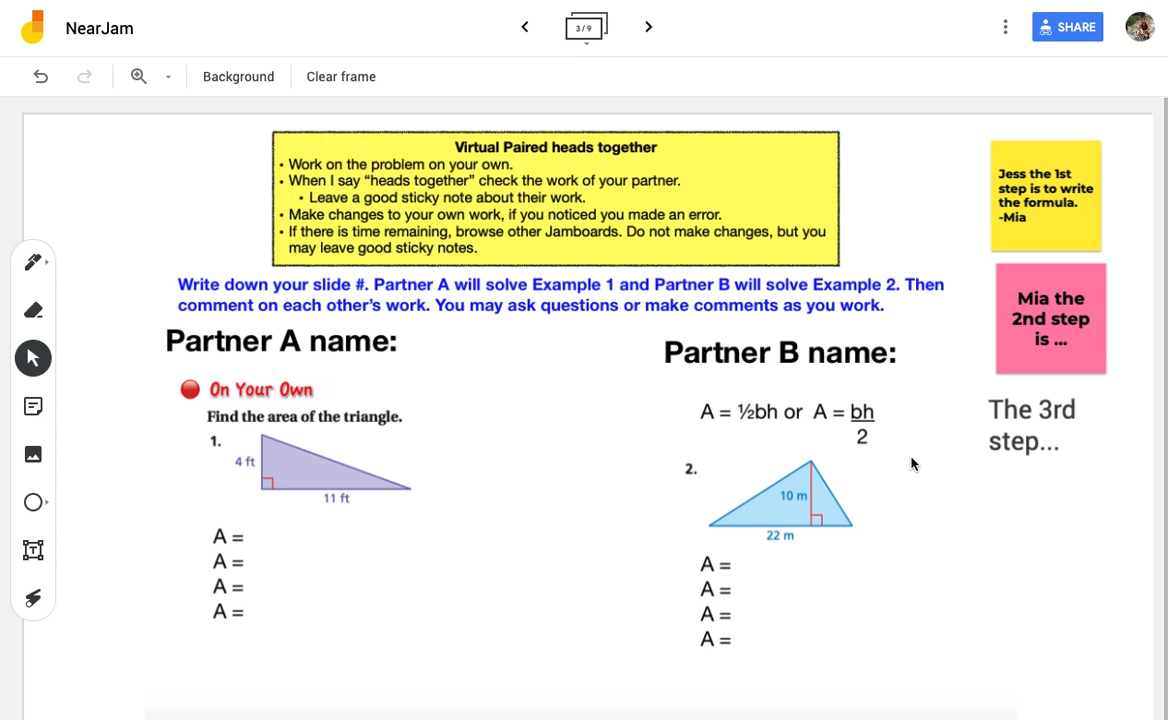 NearJam
3/9
SHARE
Background
Clear frame
Virtual Paired heads together
• Work on the problem on your own.
• When I say “heads together” check the work of your partner.
• Leave a good sticky note about their work.
• Make changes to your own work, if you noticed you made an error.
• If there is time remaining, browse other Jamboards. Do not make changes, but you
may leave good sticky notes.
Jess the 1st
step is to write
the formula.
-Mia
Write down your slide #. Partner A will solve Example 1 and Partner B will solve Example 2. Then
comment on each other’s work. You may ask questions or make comments as you work.
Mia the
2nd step
is ...
Partner A name:
On Your Own
Find the area of the triangle.
1.
4 ft
11 ft
A =
A =
A =
A =
Partner B name:
A = ½bh or A = bh
2
2.
10 m
22 m
A =
A =
A =
A =
The 3rd
step...